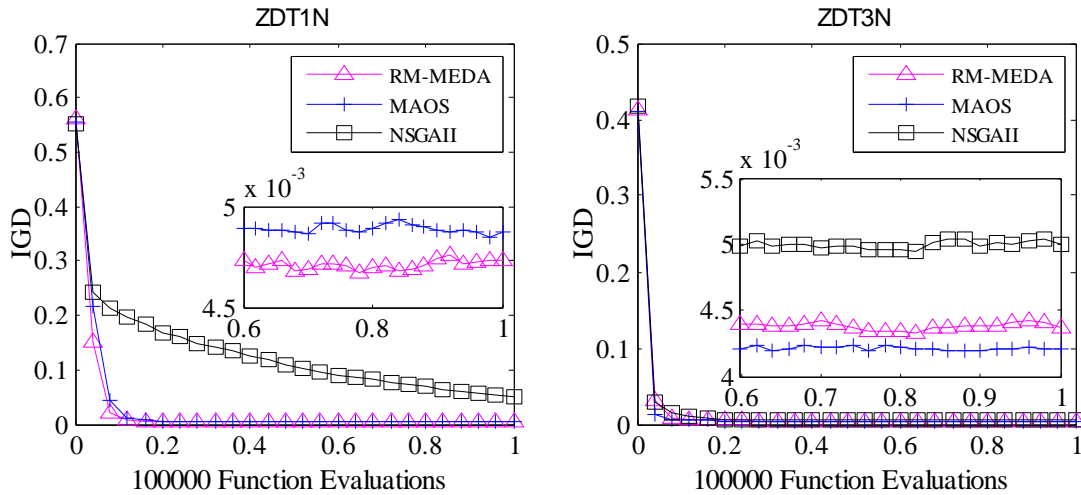 ZDT1N
0.7
0.6
0.5
0.4
0.3
0.2
0.1
0
IGD
0 0.2 0.4 0.6 0.8 1
100000 Function Evaluations
RM-MEDA
MAOS
NSGAII
x 10-3
5
4.5
0.6 0.8 1
ZDT3N
0.5
0.4
0.3
0.2
0.1
0
IGD
0 0.2 0.4 0.6 0.8 1
100000 Function Evaluations
RM-MEDA
MAOS
NSGAII
x 10-3
5.5
5
4.5
4
0.6 0.7 0.8 0.9 1